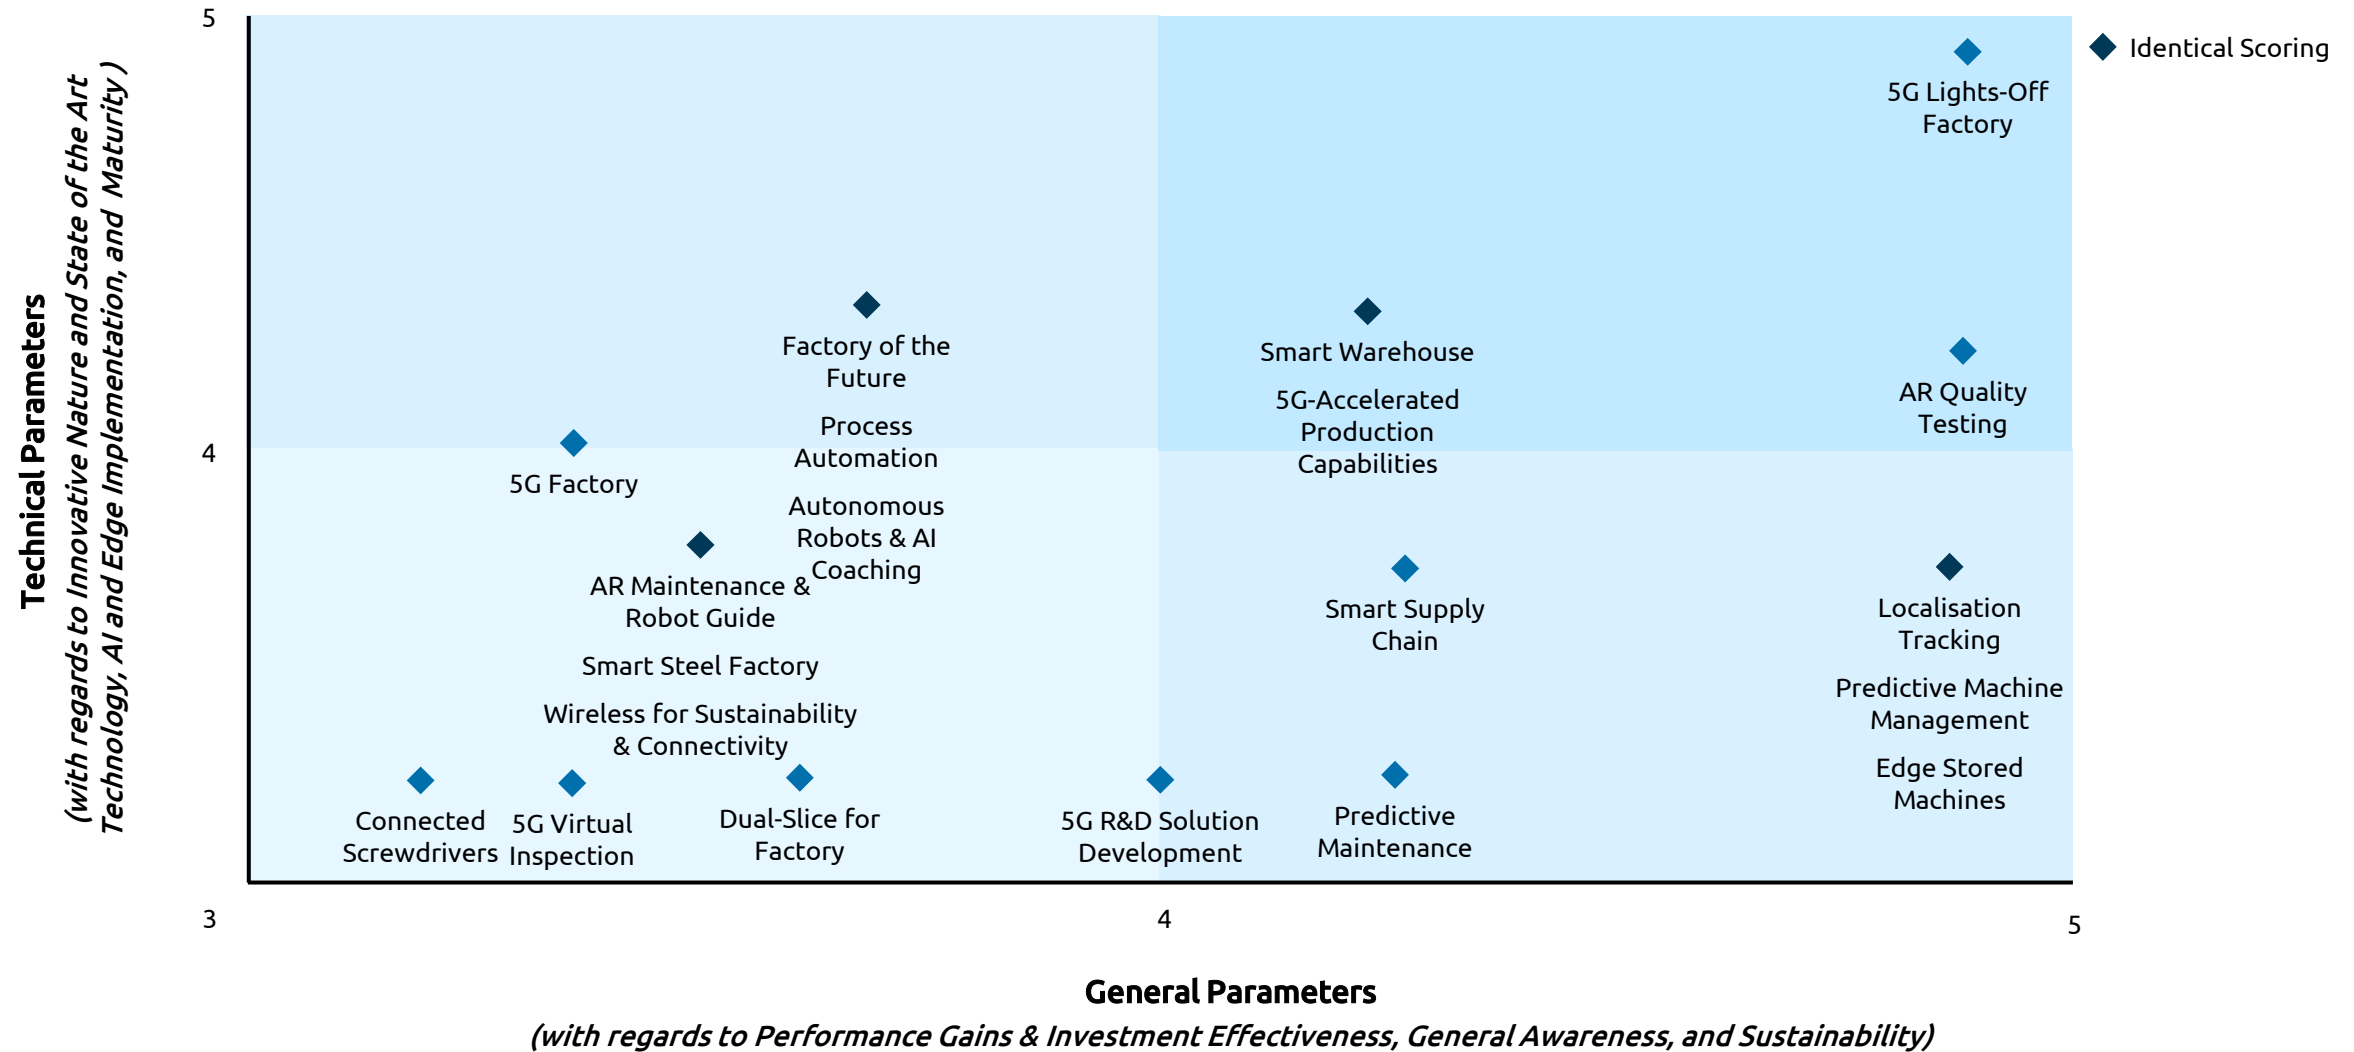 5
Identical Scoring
5G Lights-Off
Factory
Technical Parameters
(with regards to Innovative Nature and State of the Art
Technology, AI and Edge Implementation, and Maturity )
Factory of the
Future
Process
Automation
Autonomous
Robots & AI
Coaching
Smart Warehouse
5G-Accelerated
Production
Capabilities
AR Quality
Testing
4
5G Factory
AR Maintenance &
Robot Guide
Smart Steel Factory
Wireless for Sustainability
& Connectivity
Smart Supply
Chain
Localisation
Tracking
Predictive Machine
Management
Edge Stored
Machines
Connected
Screwdrivers
5G Virtual
Inspection
Dual-Slice for
Factory
5G R&D Solution
Development
Predictive
Maintenance
3
4
5
General Parameters
(with regards to Performance Gains & Investment Effectiveness, General Awareness, and Sustainability)